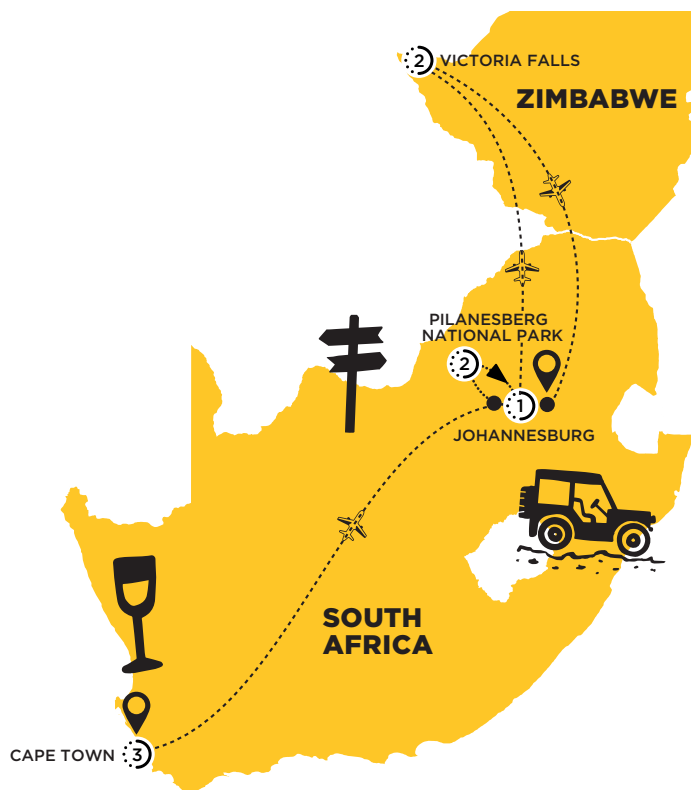 2 VICTORIA FALLS
ZIMBABWE
PILANESBERG
NATIONAL PARK
2
1
JOHANNESBURG
SOUTH
AFRICA
CAPE TOWN 3